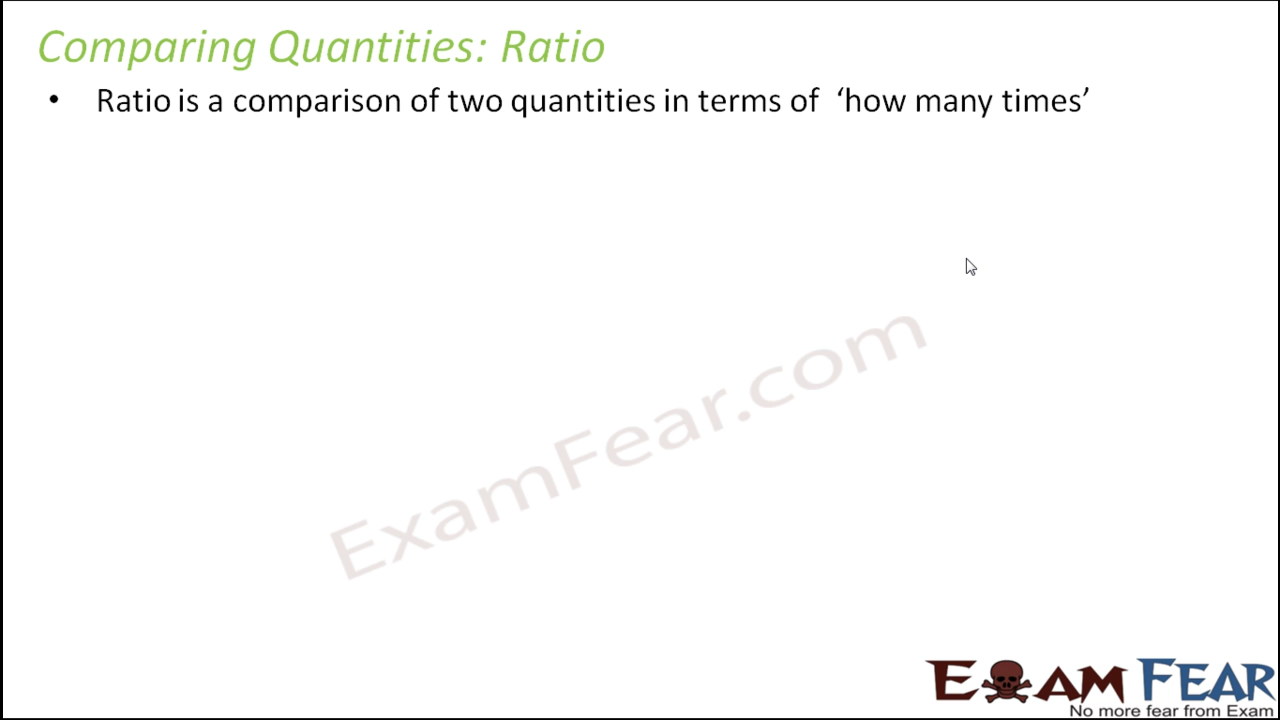 Comparing Quantities: Ratio
• Ratio is a comparison of two quantities in terms of ‘how many times’
ExamFear.com
EXAM FEAR
No more fear from Exam